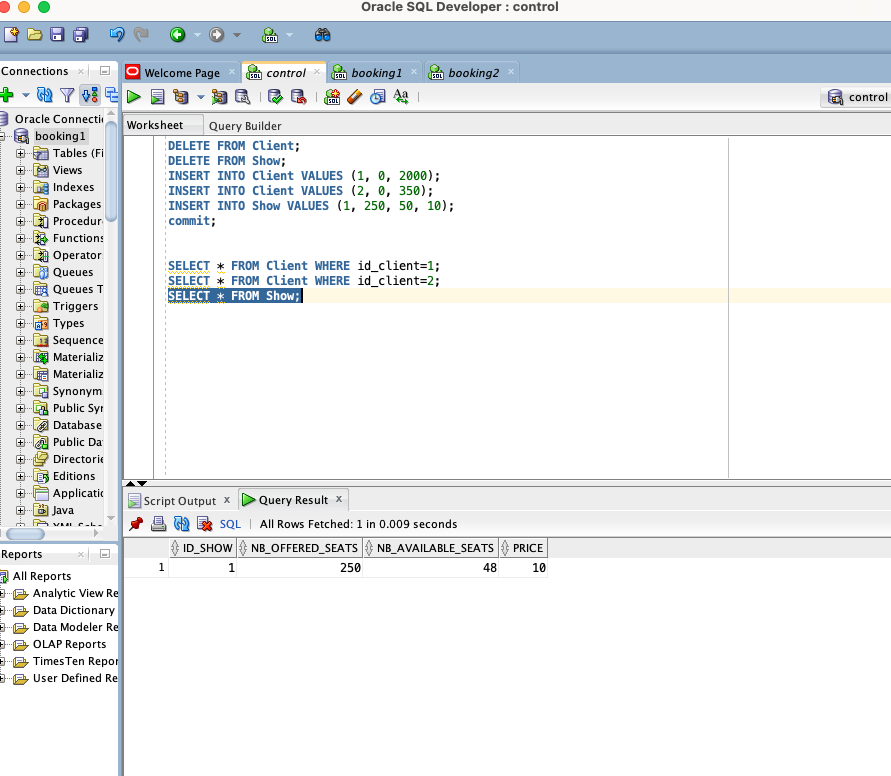 Oracle SQL Developer : control
Connections
Welcome Page
control
booking1
booking2
control
Oracle Connecti
booking1
Tables (Fi
Views
Indexes
Packages
Procedur
Functions
Operator
Queues
Queues T
Triggers
Types
Sequence
Materializ
Materializ
Synonym
Public Syr
Database
Public Da
Directorie
Editions
Applicatio
Java
XML Sche
Worksheet
Query Builder
DELETE FROM Client;
DELETE FROM Show;
INSERT INTO Client VALUES (1, 0, 2000);
INSERT INTO Client VALUES (2, 0, 350);
INSERT INTO Show VALUES (1, 250, 50, 10);
commit;
SELECT * FROM Client WHERE id_client=1;
SELECT * FROM Client WHERE id_client=2;
SELECT * FROM Show;
Script Output
Query Result
SQL
All Rows Fetched: 1 in 0.009 seconds
ID_SHOW NB_OFFERED_SEATS NB_AVAILABLE_SEATS PRICE
1 1 250 48 10
Reports
All Reports
Analytic View Re
Data Dictionary
Data Modeler Re
OLAP Reports
TimesTen Repor
User Defined Re